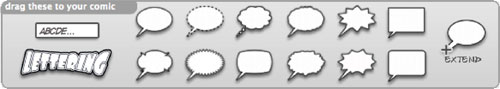 drag these to your comic
ABCDE...
LETTERING
EXTEND